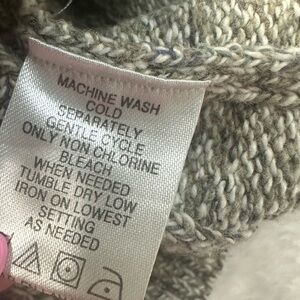 MACHINE WASH
COLD
SEPARATELY
GENTLE CYCLE
ONLY NON CHLORINE
BLEACH
WHEN NEEDED
TUMBLE DRY LOW
IRON ON LOWEST
SETTING
AS NEEDED